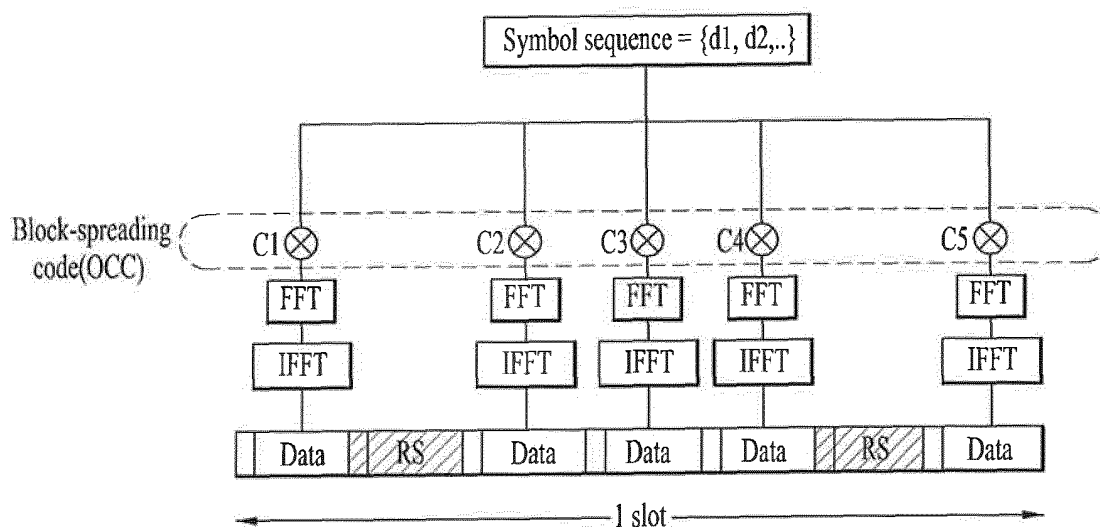 Symbol sequence = {d1, d2,..}
Block-spreading
code(OCC)
C1 C2 C3 C4 C5
FFT FFT FFT FFT FFT
IFFT IFFT IFFT IFFT IFFT
Data RS Data Data Data RS Data
1 slot